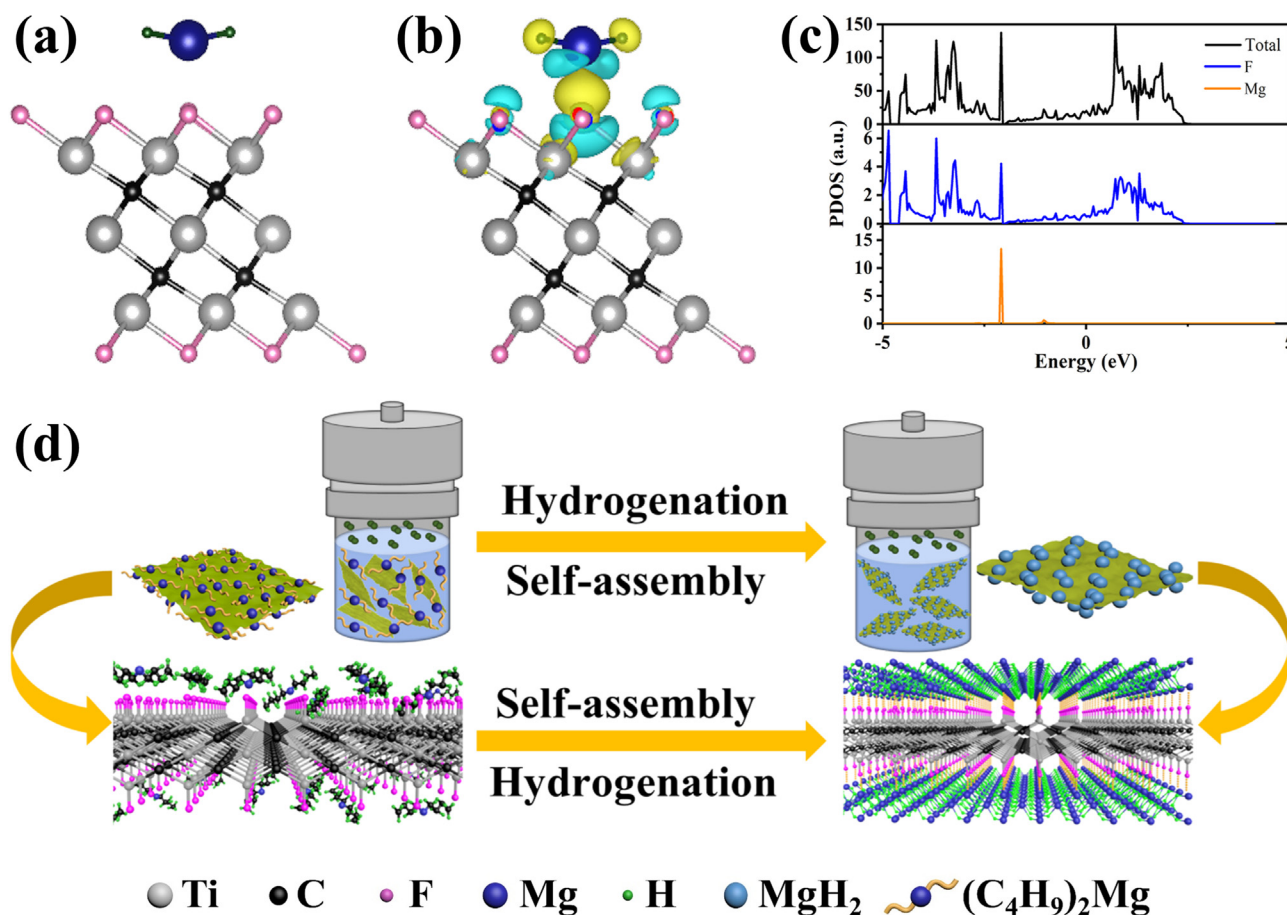 (a)
(b)
(c)
150
100
50
0
Total
F
Mg
6
4
2
0
15
10
5
0
PDOS (a.u.)
-5
0
5
Energy (eV)
(d)
Hydrogenation
Self-assembly
Self-assembly
Hydrogenation
Ti C F Mg H MgH₂ (C₄H₉)₂Mg